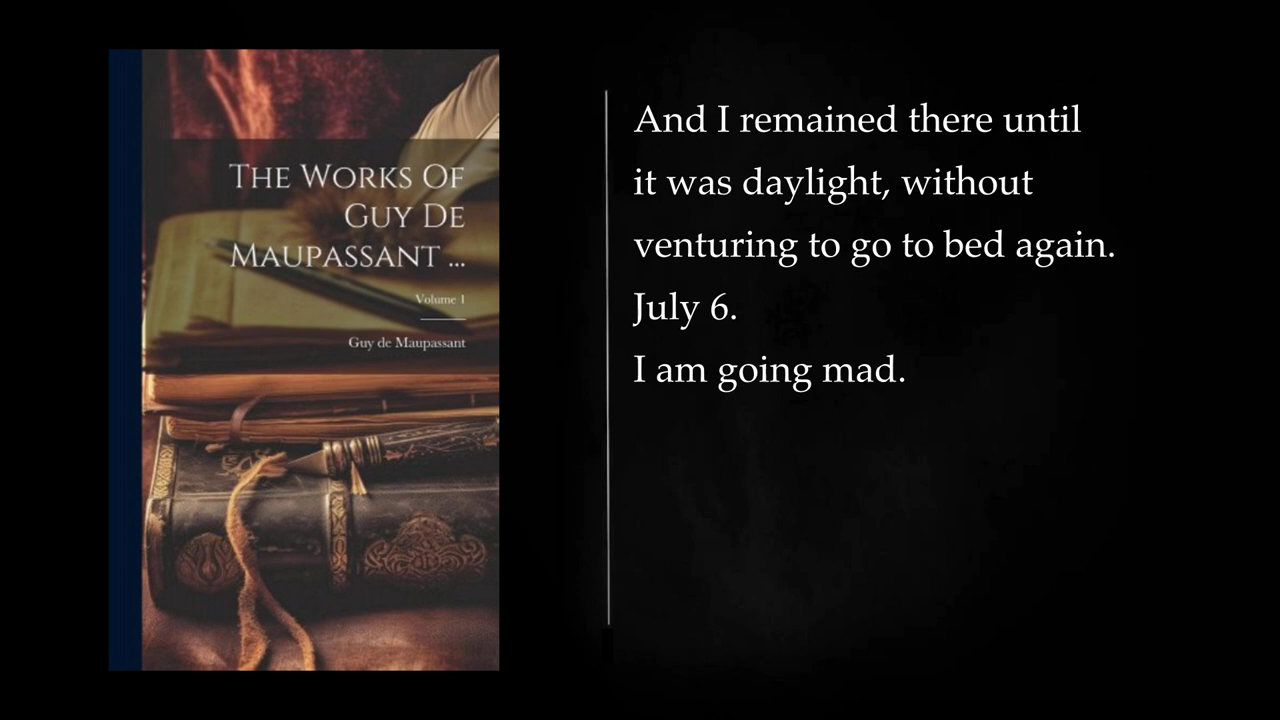 The Works Of
Guy De
Maupassant ...
Volume 1
Guy de Maupassant
And I remained there until
it was daylight, without
venturing to go to bed again.
July 6.
I am going mad.